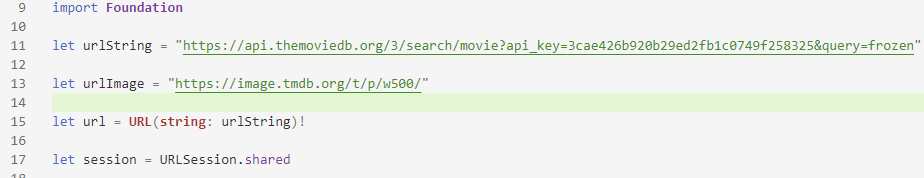 9 import Foundation
10
11 let urlString = "https://api.themoviedb.org/3/search/movie?api_key=3cae426b920b29ed2fb1c0749f258325&query=frozen"
12
13 let urlImage = "https://image.tmdb.org/t/p/w500/"
14
15 let url = URL(string: urlString)!
16
17 let session = URLSession.shared